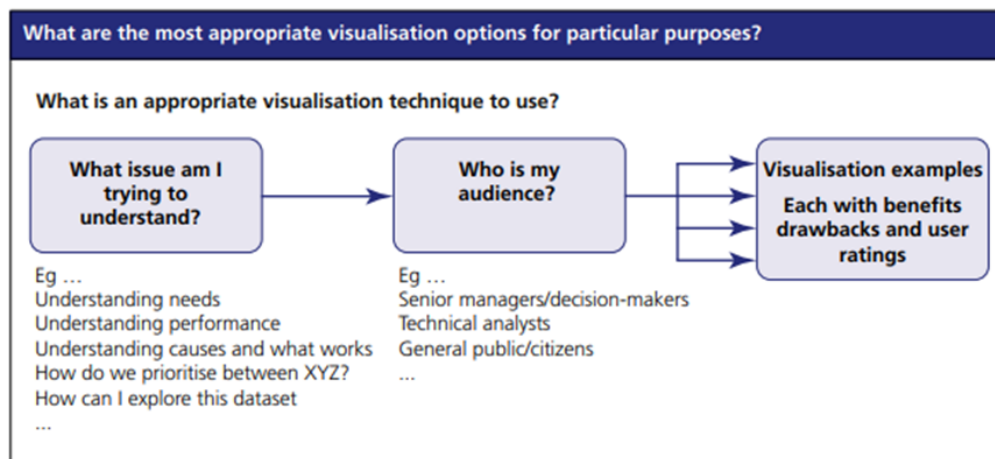 What are the most appropriate visualisation options for particular purposes?
What is an appropriate visualisation technique to use?
What issue am I
trying to
understand?
Eg ...
Understanding needs
Understanding performance
Understanding causes and what works
How do we prioritise between XYZ?
How can I explore this dataset
...
Who is my
audience?
Eg ...
Senior managers/decision-makers
Technical analysts
General public/citizens
...
Visualisation examples
Each with benefits
drawbacks and user
ratings